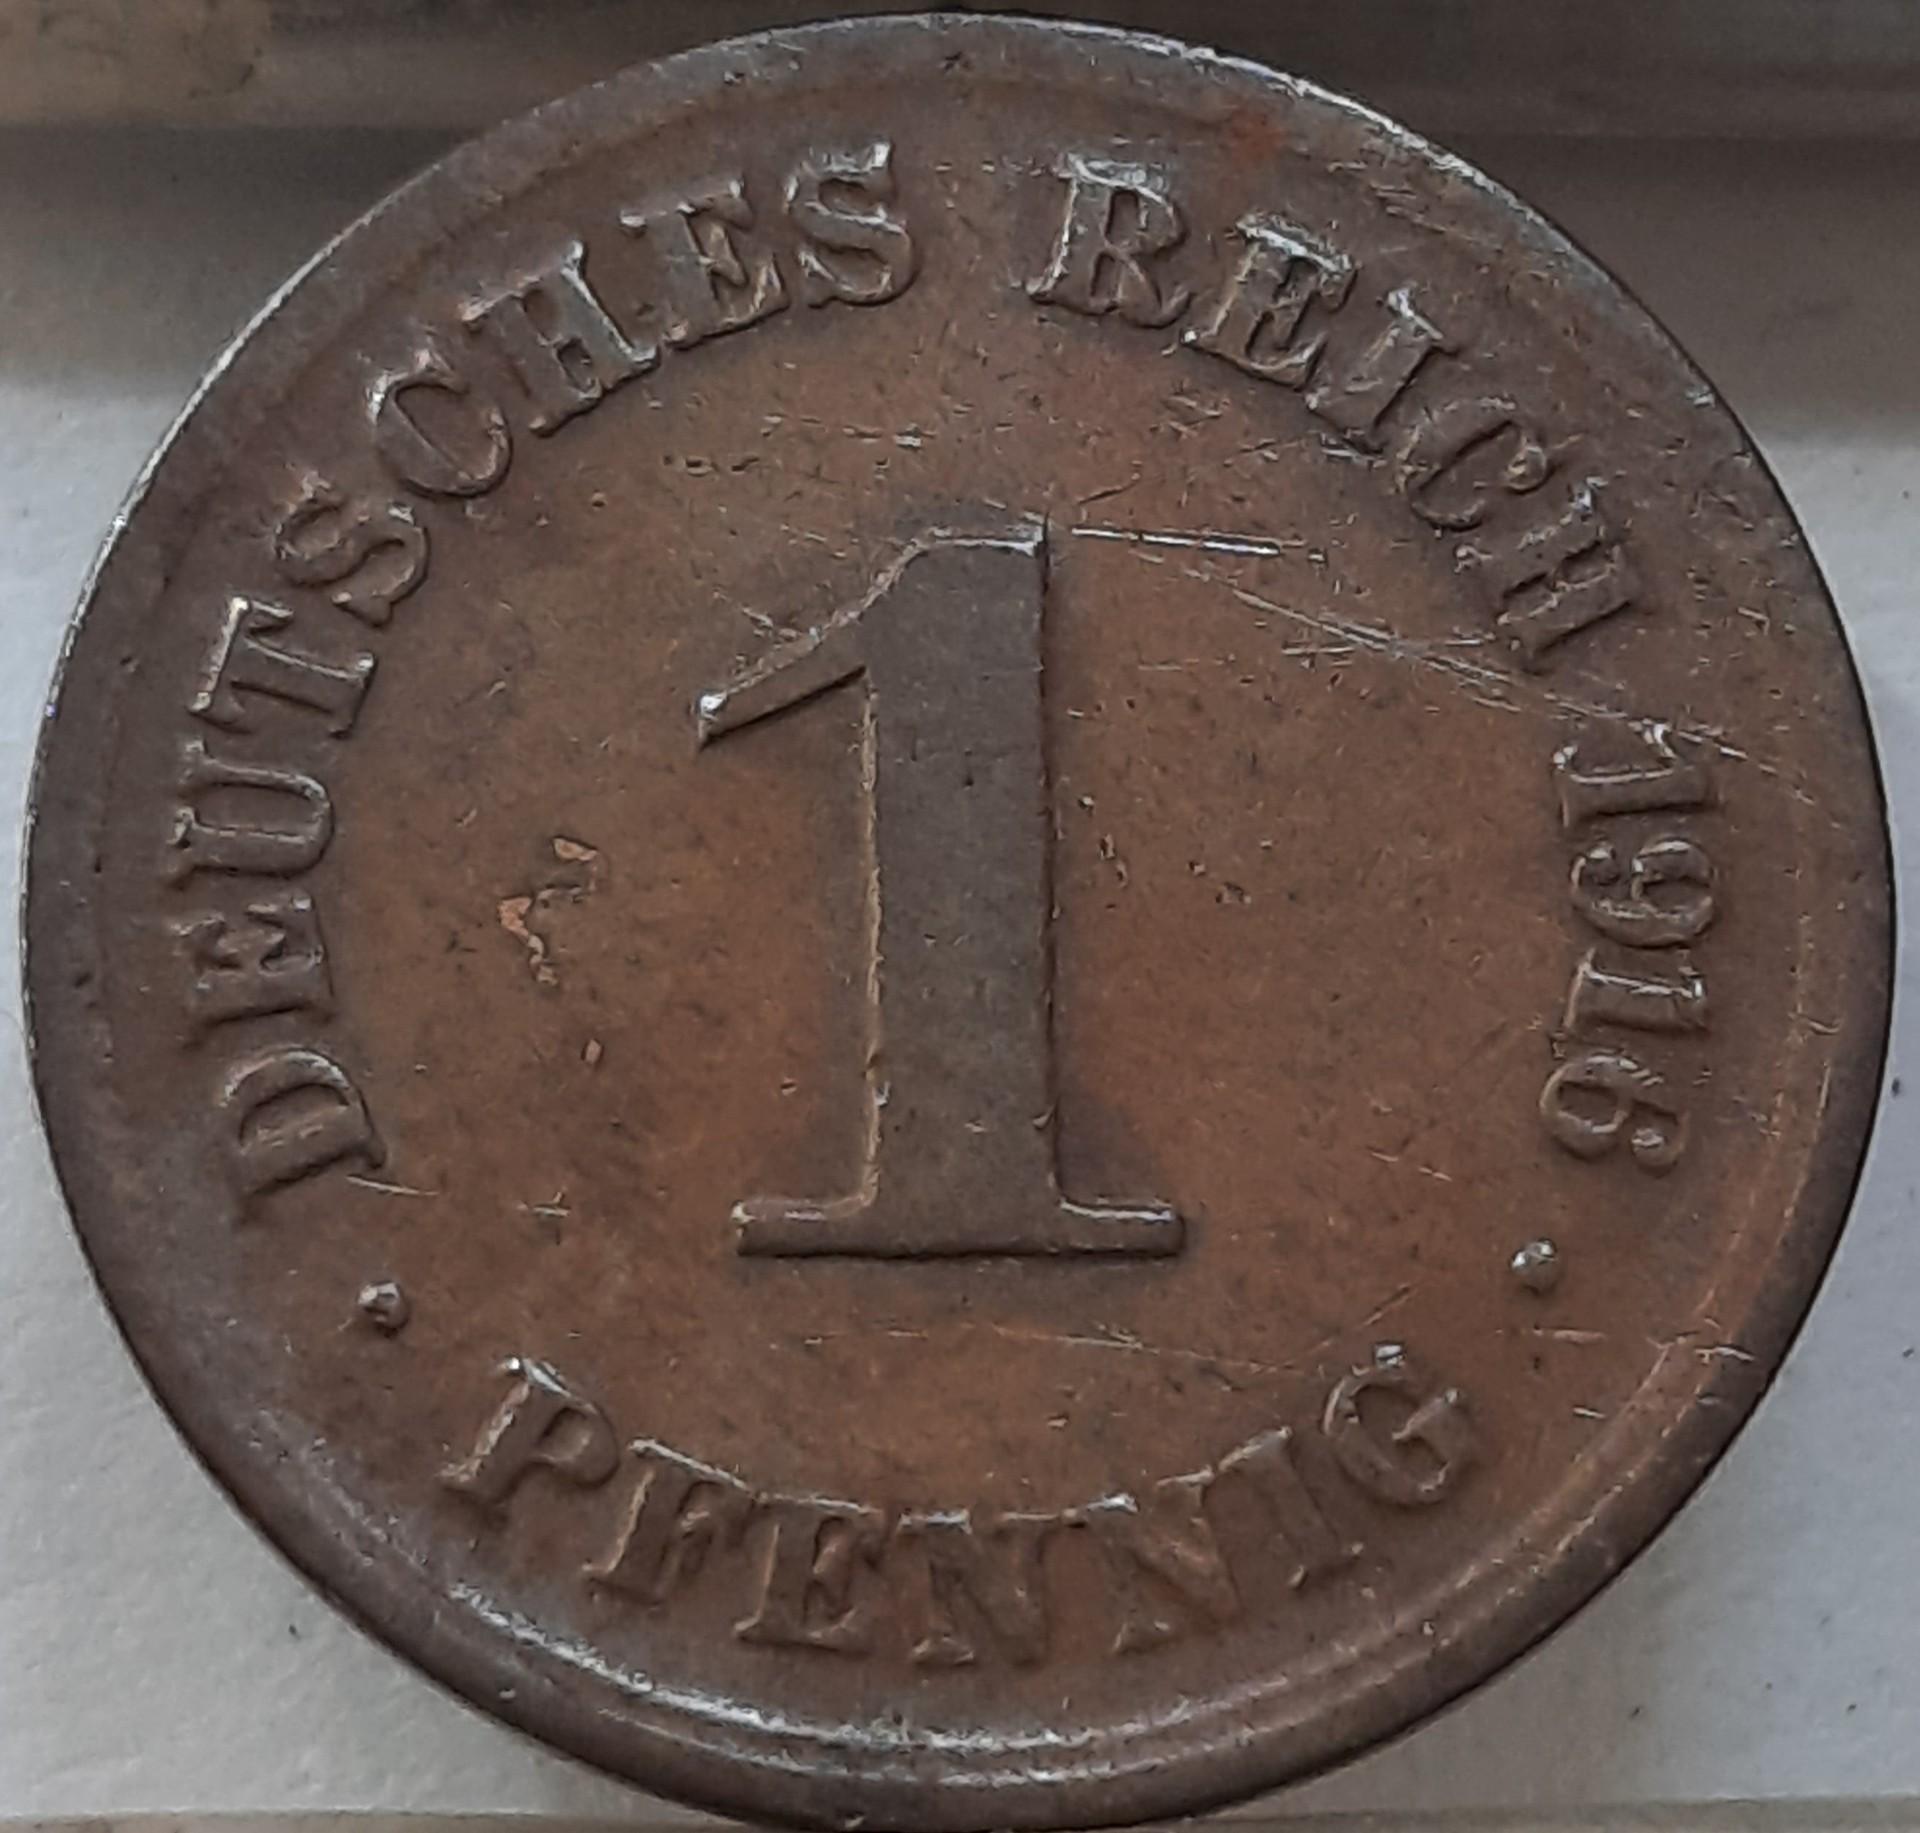 DEUTSCHES REICH 1916
1
• PFENNIG •